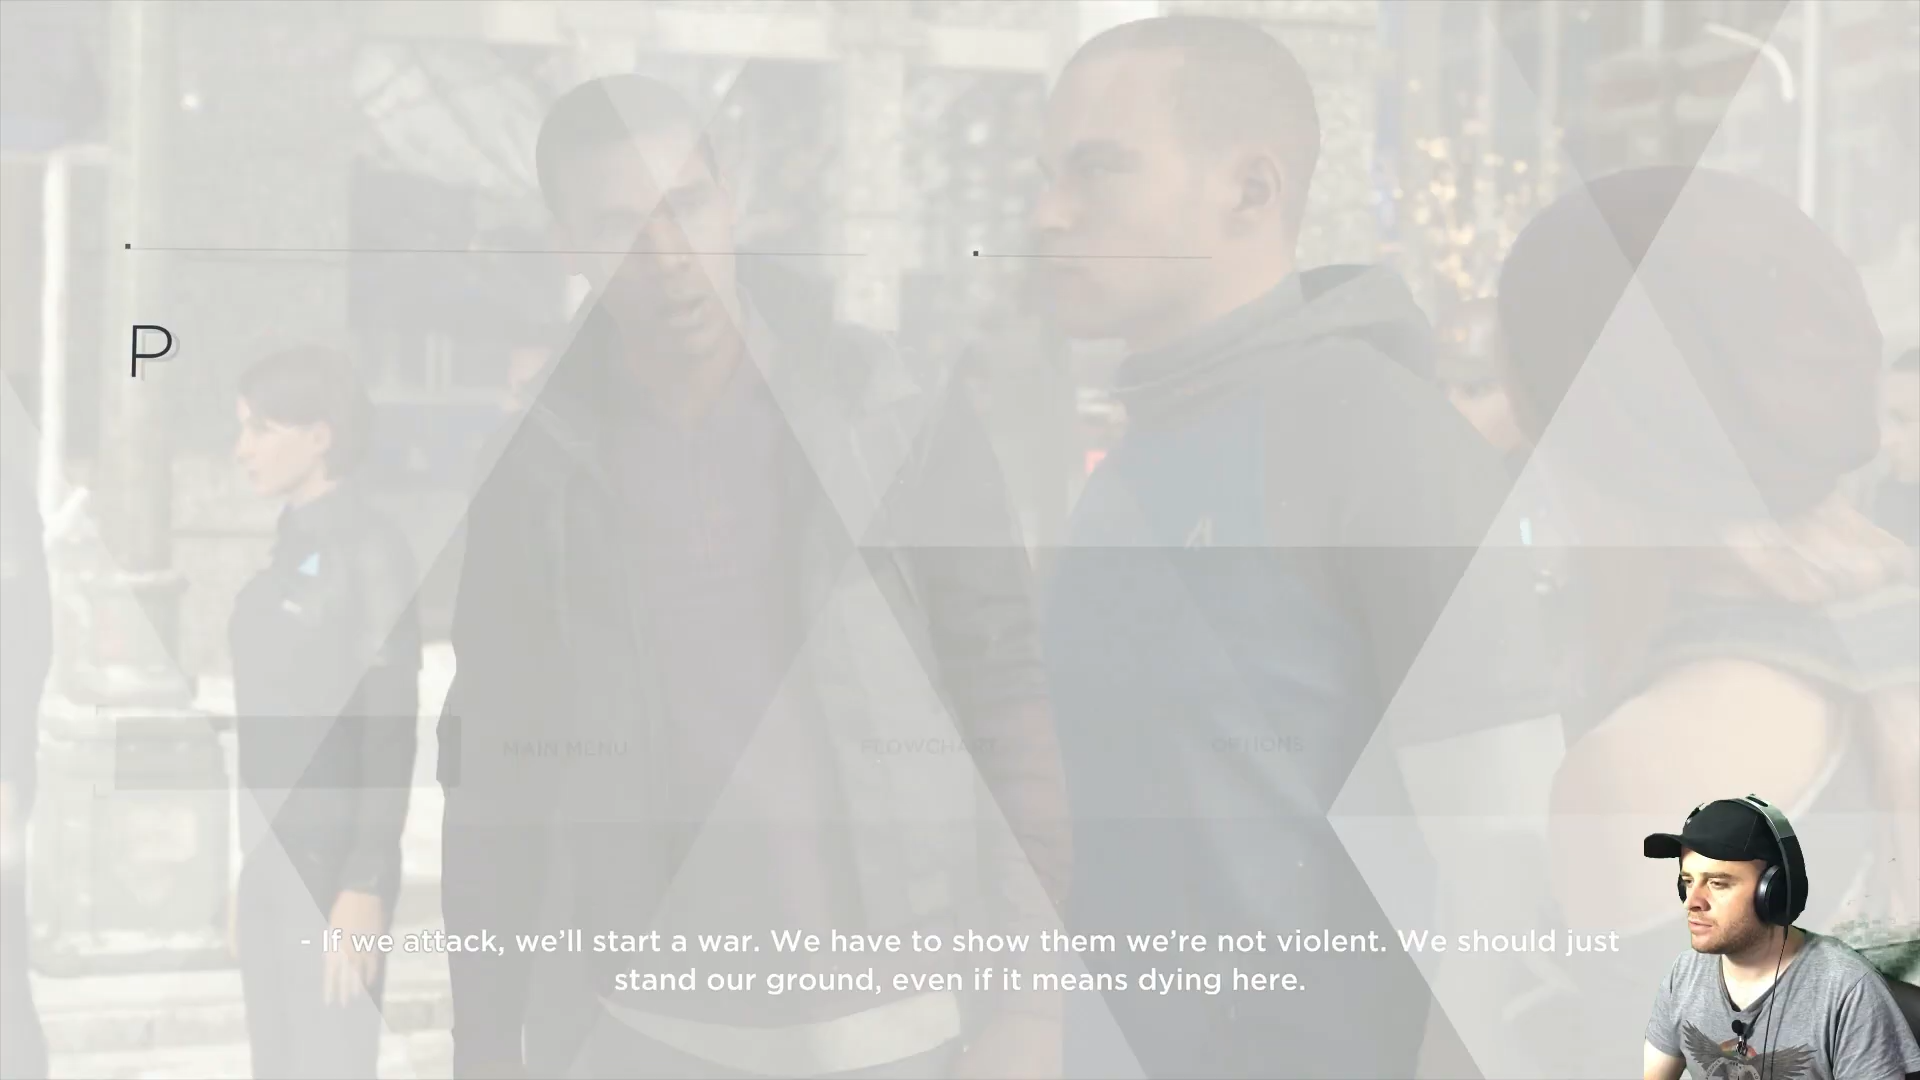 P
MAIN MENU
FLOWCHART
OPTIONS
- If we attack, we'll start a war. We have to show them we're not violent. We should just
stand our ground, even if it means dying here.